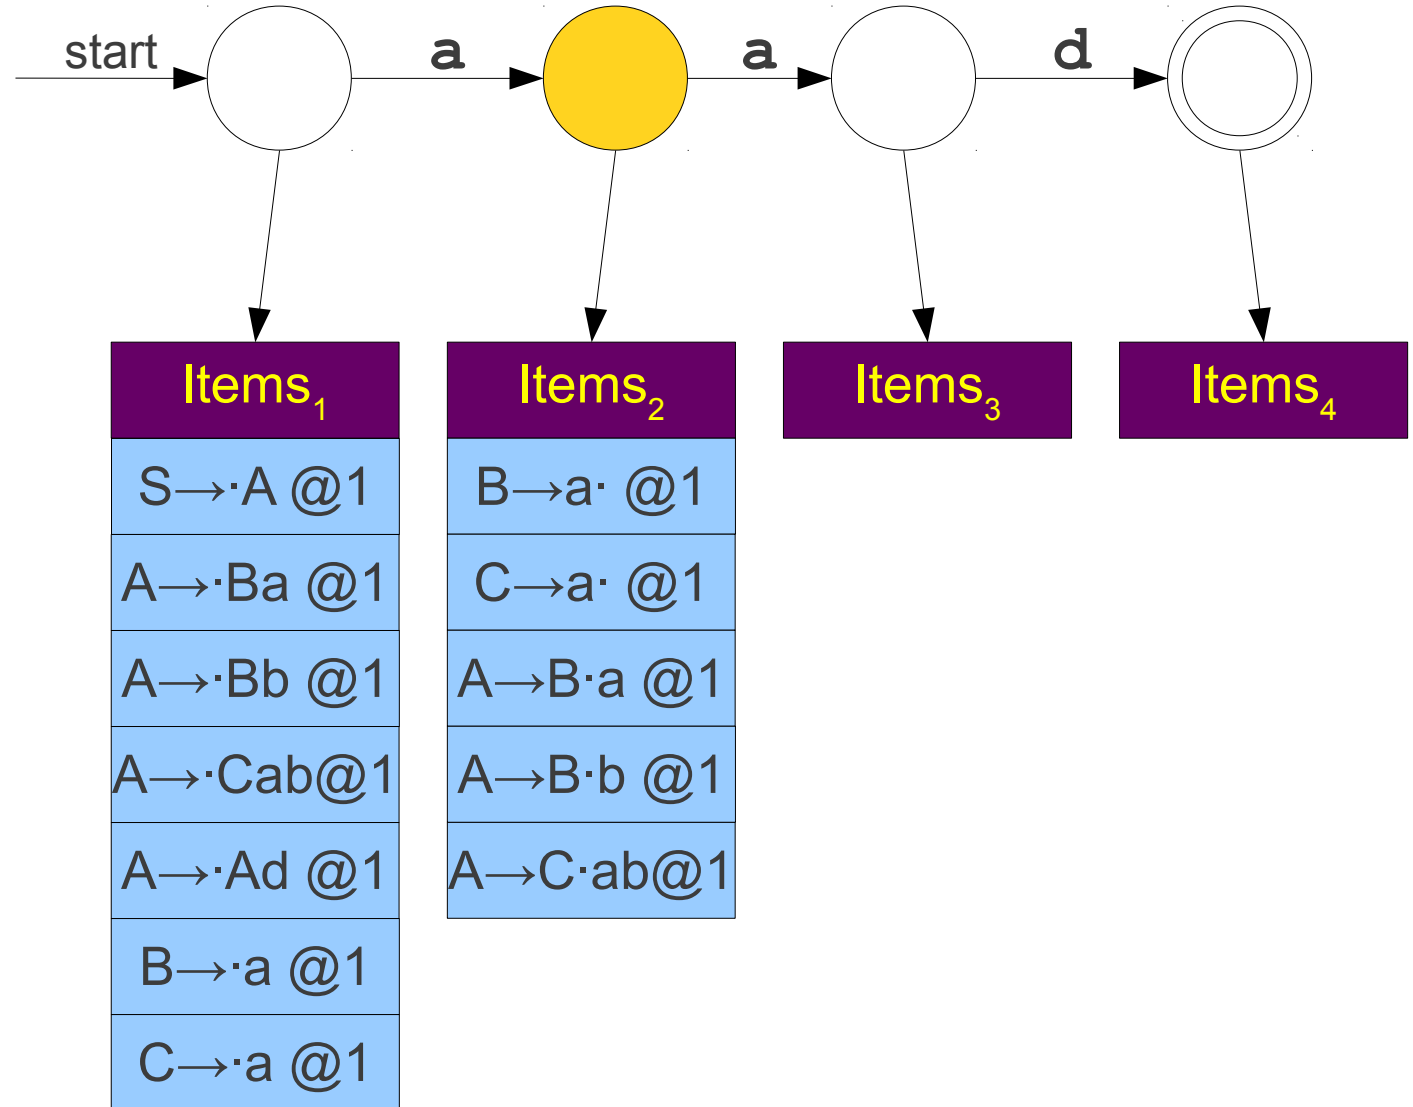 start a a d
Items₁ Items₂ Items₃ Items₄
S→·A @1 B→a· @1
A→·Ba @1 C→a· @1
A→·Bb @1 A→B·a @1
A→·Cab@1 A→B·b @1
A→·Ad @1 A→C·ab@1
B→·a @1
C→·a @1